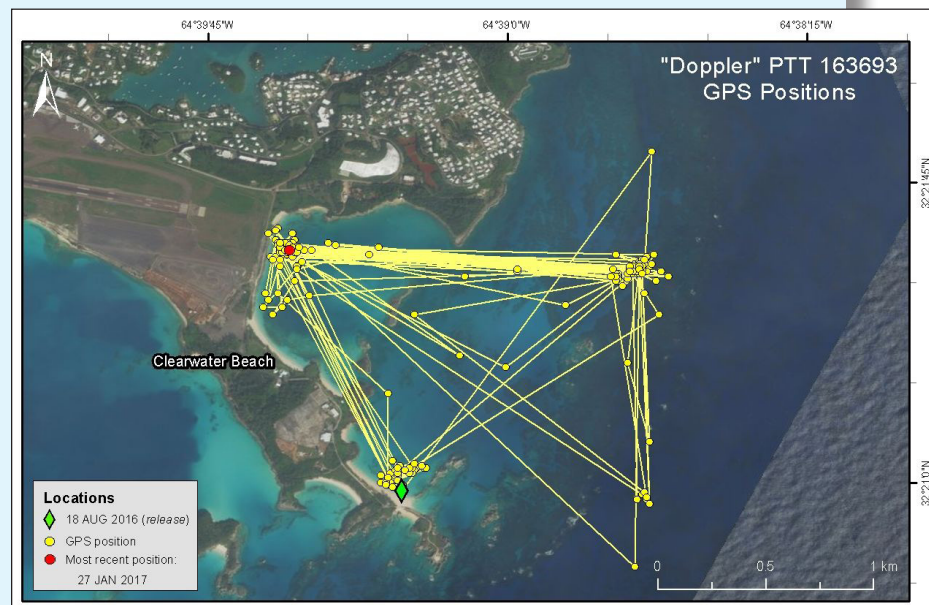 64°39'45"W
64°39'0"W
64°38'15"W
N
"Doppler" PTT 163693
GPS Positions
32°21'45"N
Clearwater Beach
32°21'0"N
Locations
18 AUG 2016 (release)
GPS position
Most recent position:
27 JAN 2017
0 0.5 1 km